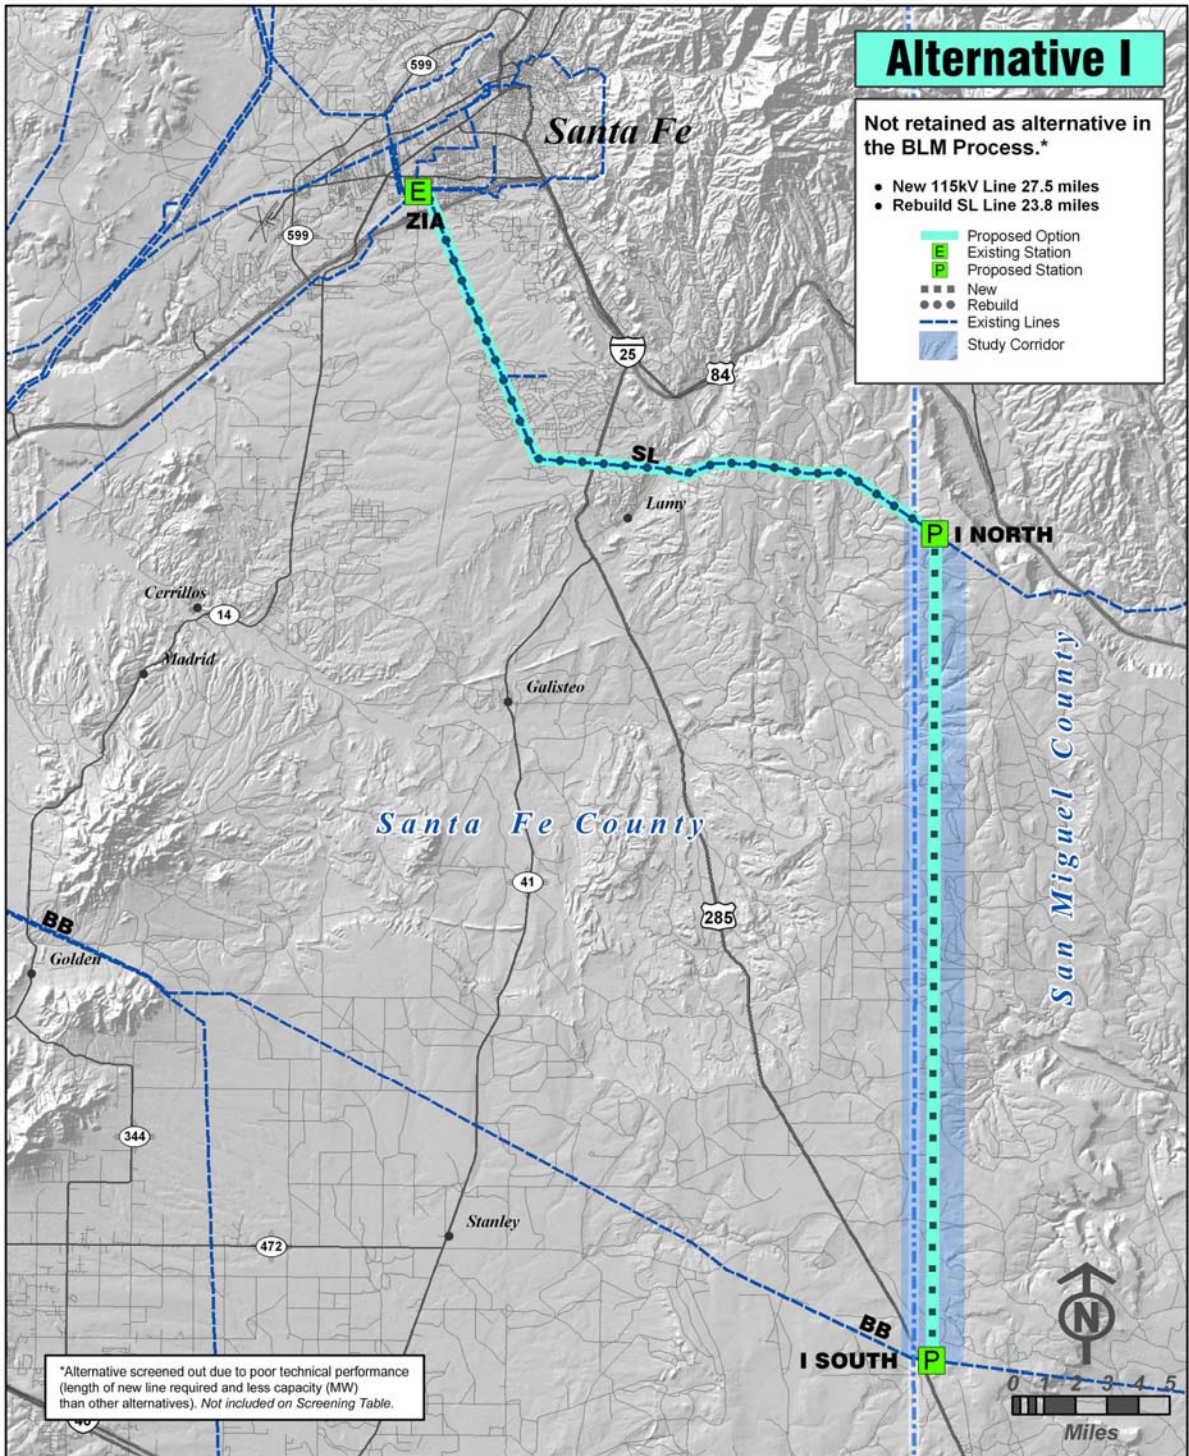 Alternative I
Not retained as alternative in
the BLM Process.*
• New 115kV Line 27.5 miles
• Rebuild SL Line 23.8 miles
Proposed Option
E Existing Station
P Proposed Station
New
Rebuild
Existing Lines
Study Corridor
599
Santa Fe
E
ZIA
599
25
84
SL
Lamy
P I NORTH
Cerrillos
14
Madrid
Galisteo
San Miguel County
Santa Fe County
41
285
BB
Golden
344
Stanley
472
N
BB
I SOUTH P
0 1 2 3 4 5
Miles
*Alternative screened out due to poor technical performance
(length of new line required and less capacity (MW)
than other alternatives). Not included on Screening Table.